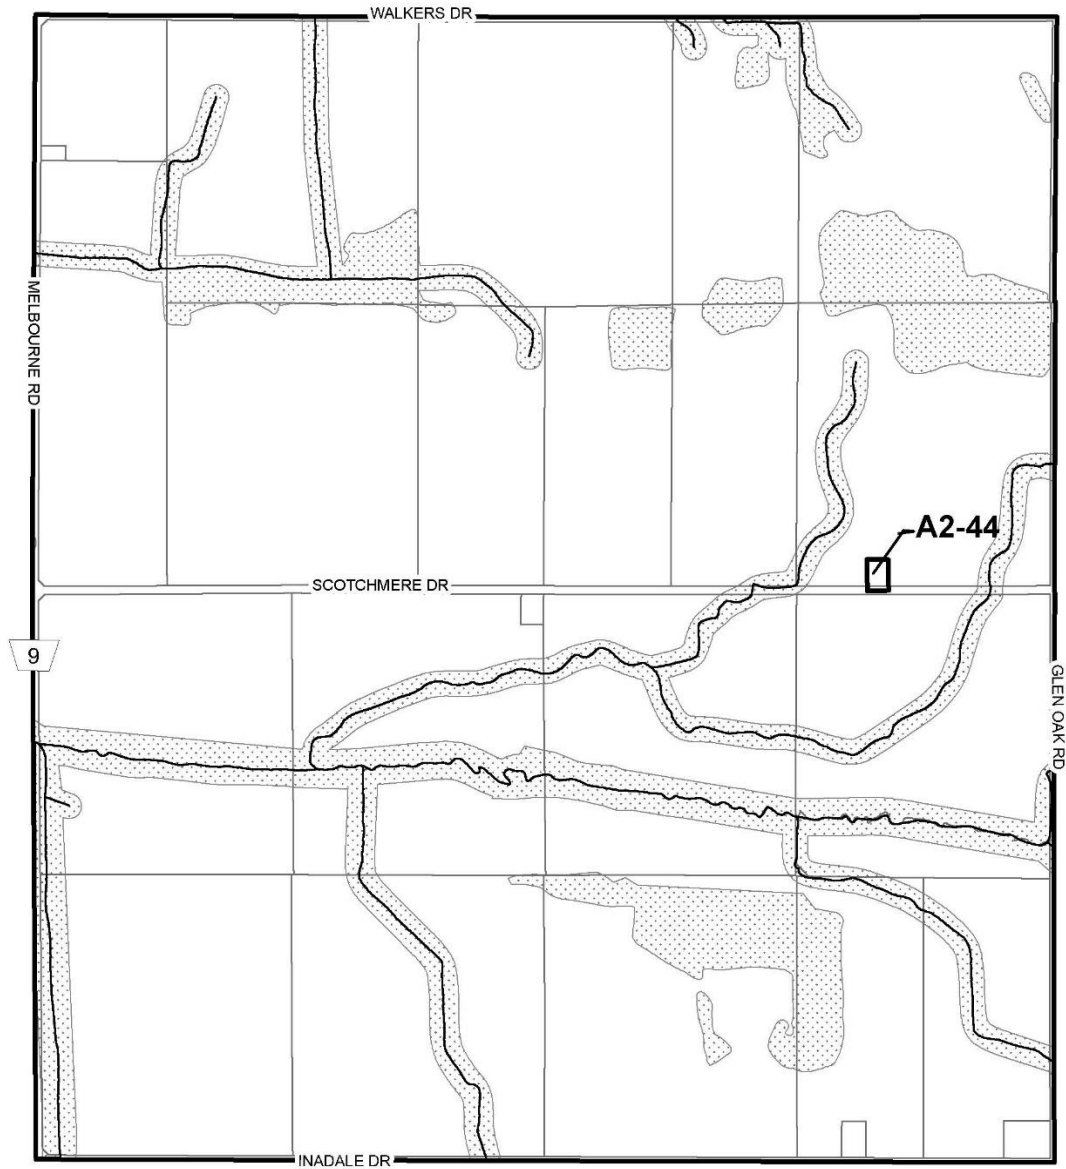 WALKERS DR
MELBOURNE RD
A2-44
SCOTCHMERE DR
9
GLEN OAK RD
INADALE DR